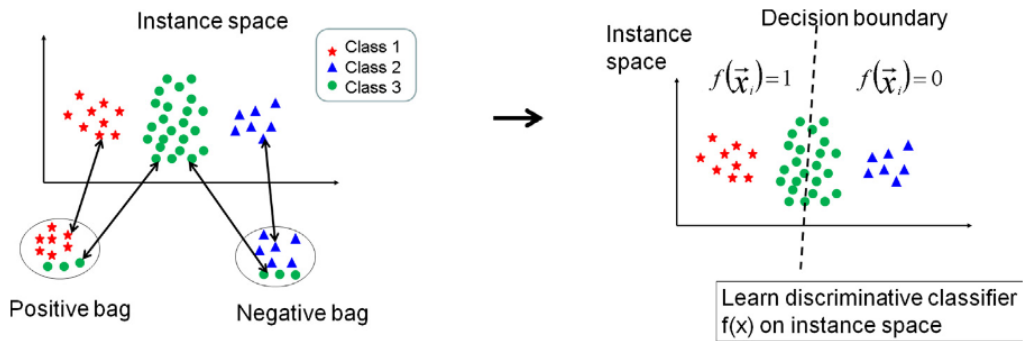 Instance space
Class 1
Class 2
Class 3
Positive bag
Negative bag
Decision boundary
Instance
space
f(x⃗ᵢ)=1
f(x⃗ᵢ)=0
Learn discriminative classifier
f(x) on instance space